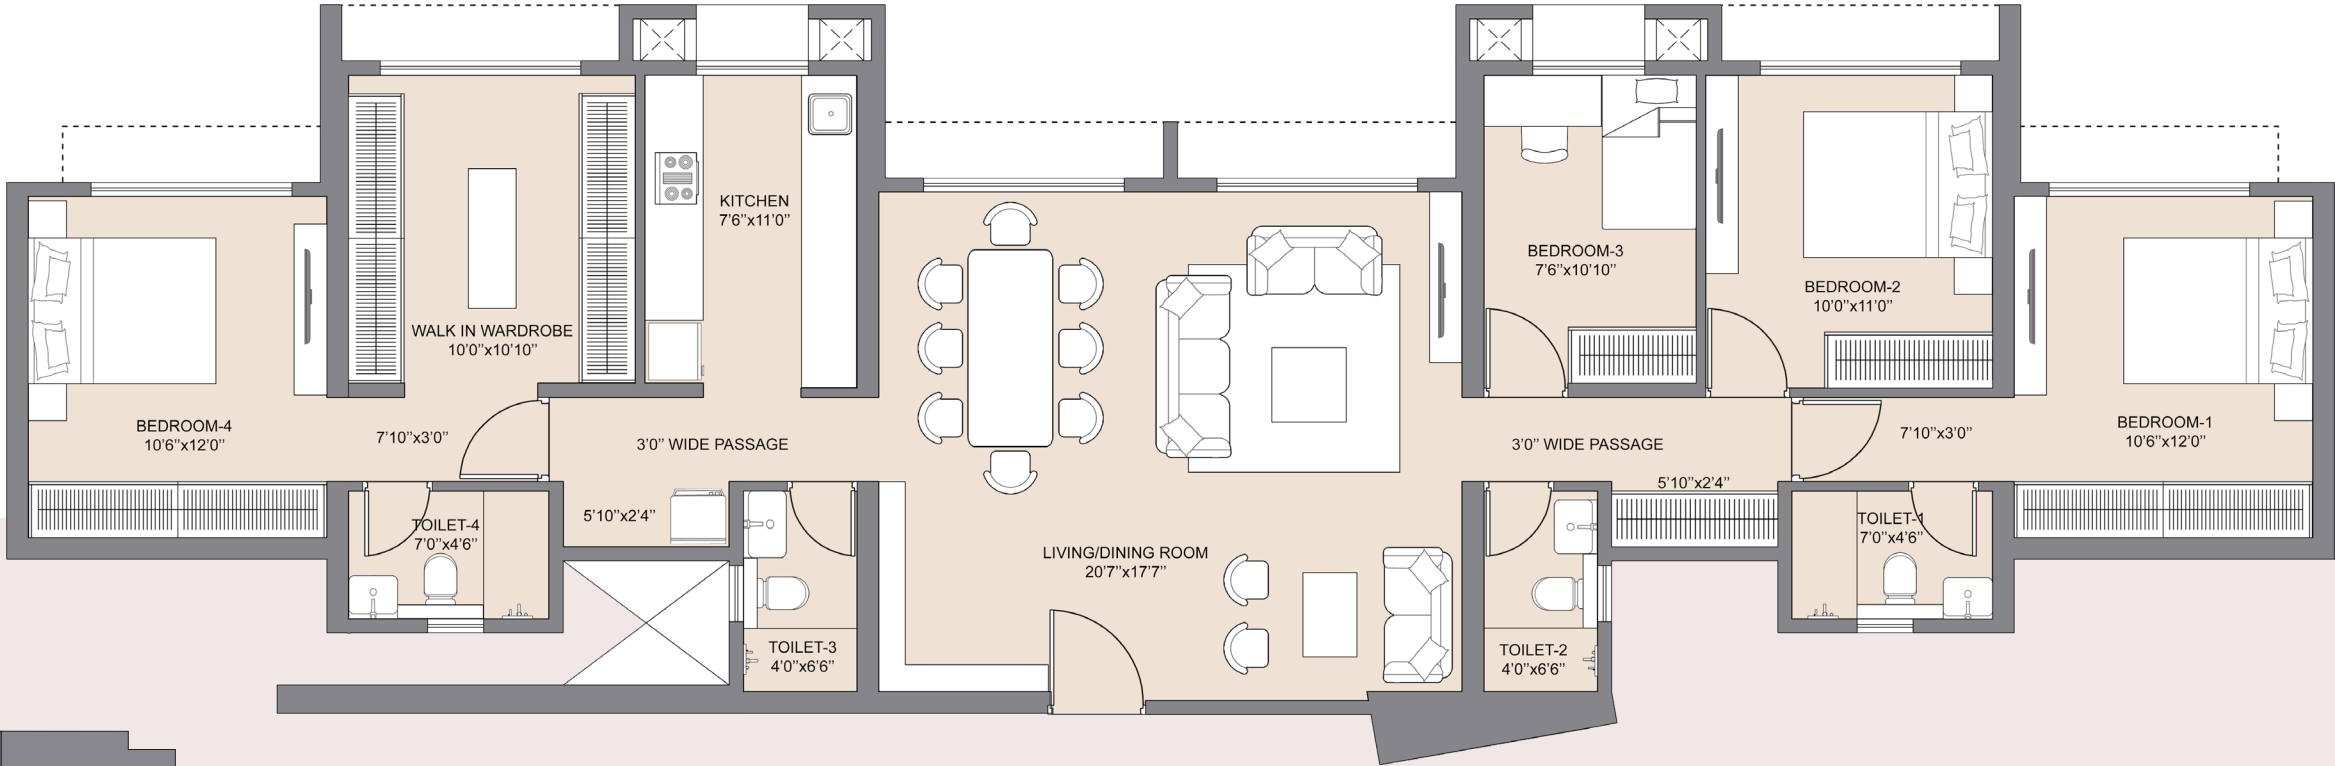 KITCHEN
7'6''x11'0''
WALK IN WARDROBE
10'0''x10'10''
BEDROOM-4
10'6''x12'0''
7'10''x3'0''
3'0'' WIDE PASSAGE
5'10''x2'4''
TOILET-4
7'0''x4'6''
TOILET-3
4'0''x6'6''
LIVING/DINING ROOM
20'7''x17'7''
BEDROOM-3
7'6''x10'10''
BEDROOM-2
10'0''x11'0''
BEDROOM-1
10'6''x12'0''
7'10''x3'0''
3'0'' WIDE PASSAGE
5'10''x2'4''
TOILET-1
7'0''x4'6''
TOILET-2
4'0''x6'6''